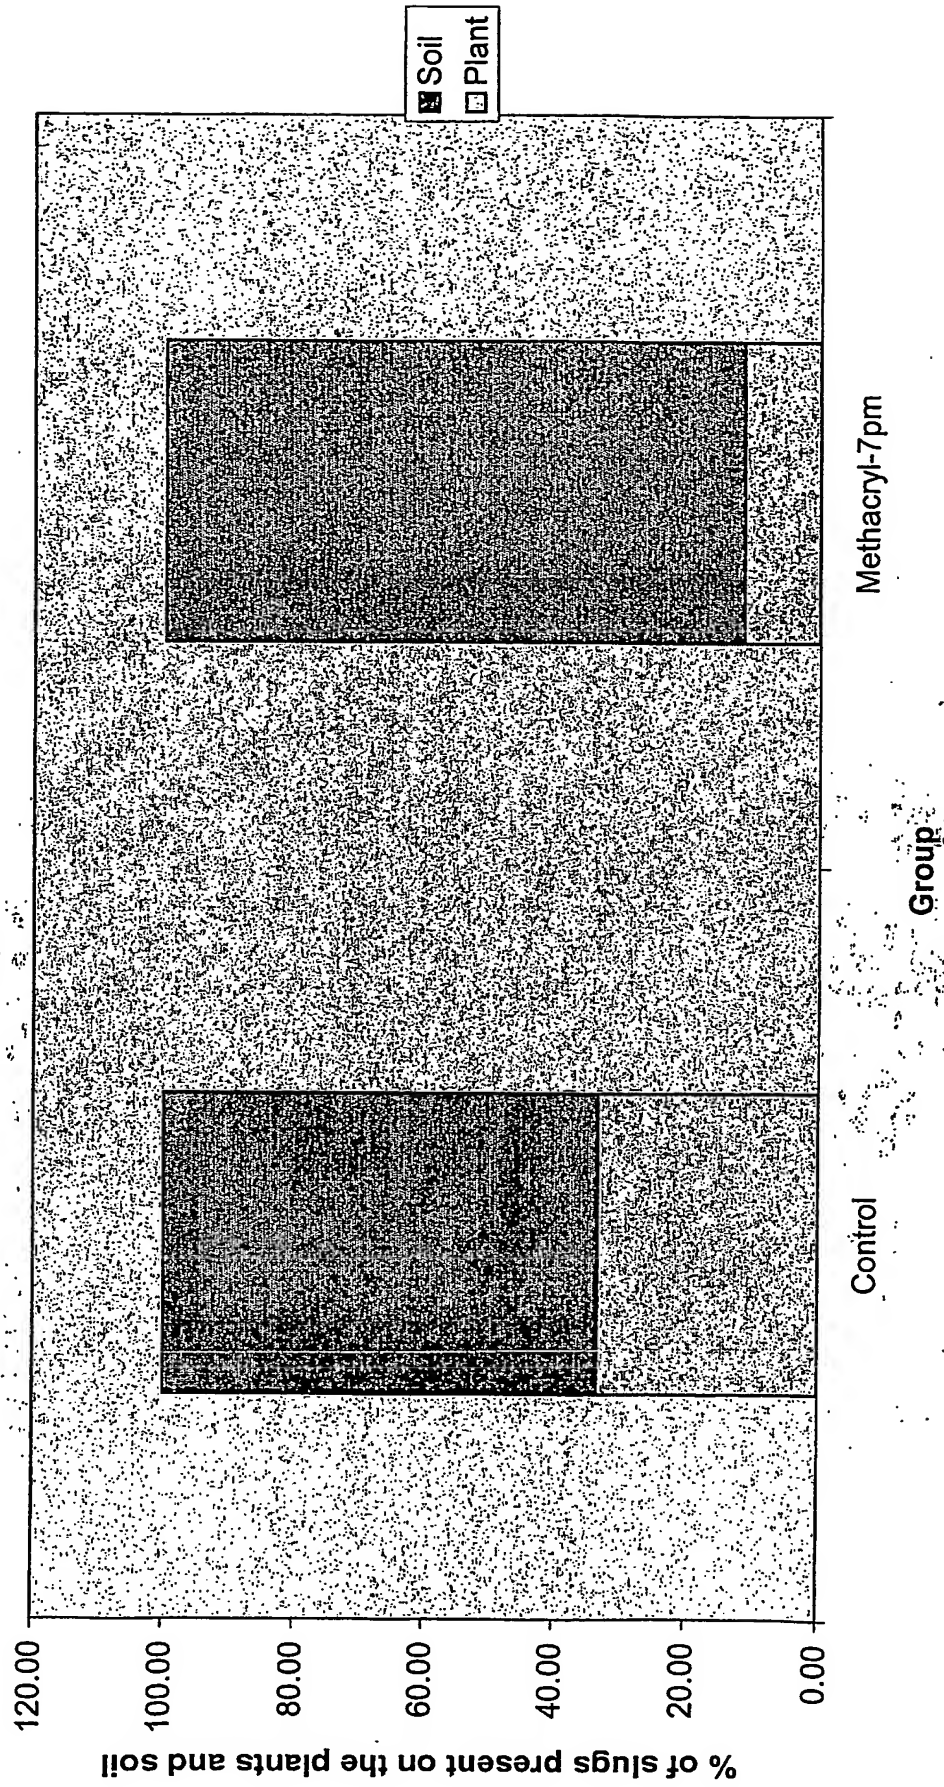 120.00
100.00
80.00
60.00
40.00
20.00
0.00
% of slugs present on the plants and soil
Control
Methacryl-7pm
Group
Soil
Plant